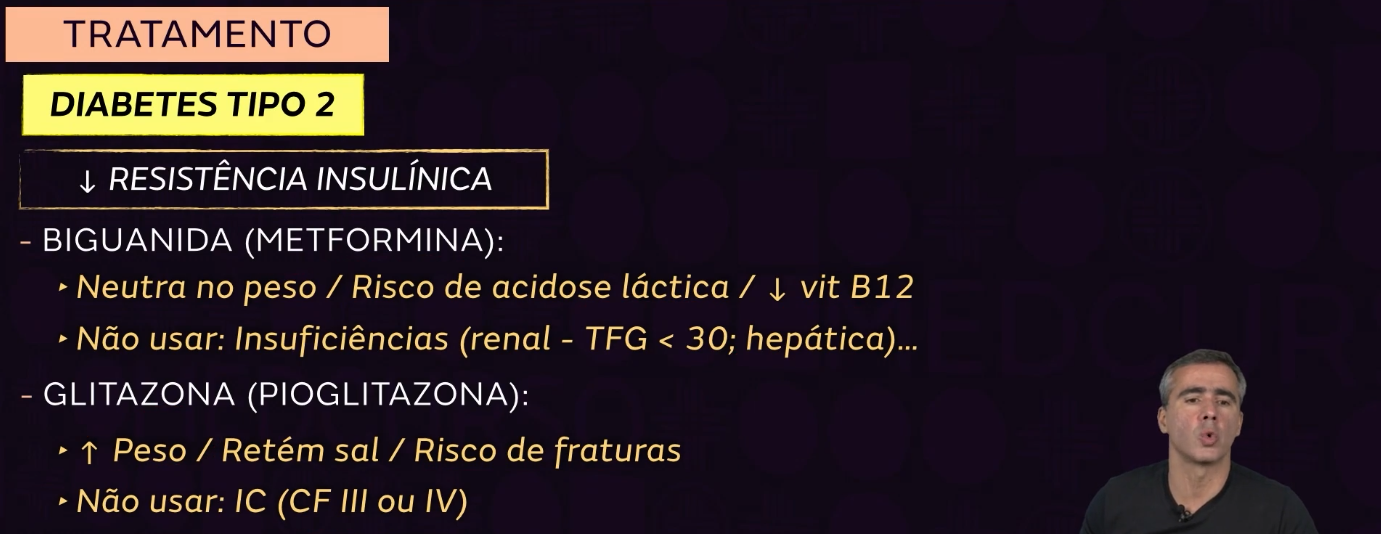 TRATAMENTO
DIABETES TIPO 2
↓ RESISTÊNCIA INSULÍNICA
- BIGUANIDA (METFORMINA):
‣ Neutra no peso / Risco de acidose láctica / ↓ vit B12
‣ Não usar: Insuficiências (renal - TFG < 30; hepática)...
- GLITAZONA (PIOGLITAZONA):
‣ ↑ Peso / Retém sal / Risco de fraturas
‣ Não usar: IC (CF III ou IV)